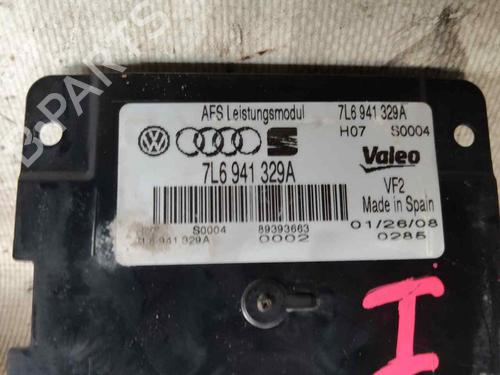 B-PARTS
AFS Leistungsmodul 7L6 941 329A
H07 S0004
7L6 941 329A
Valeo
VF2
Made in Spain
S0004 89393663
7L6 941 329A 0002
01/26/08
0285
I